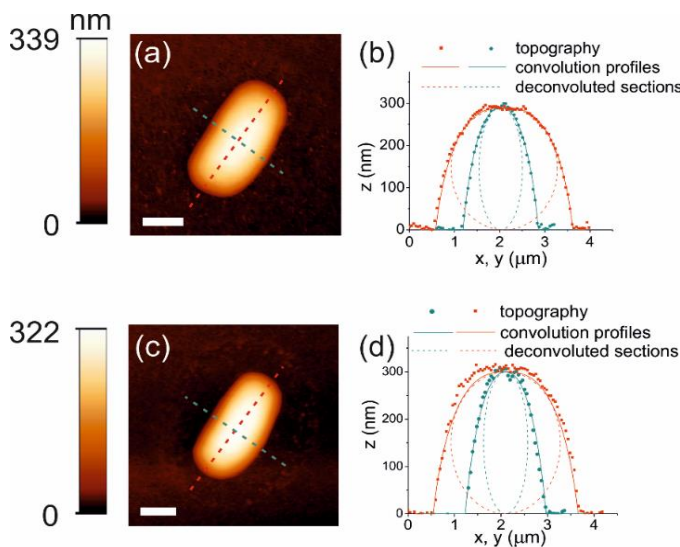 nm
339
0
(a)
(b)
topography
convolution profiles
deconvoluted sections
z (nm)
300
200
100
0
0 1 2 3 4
x, y (μm)
322
0
(c)
(d)
topography
convolution profiles
deconvoluted sections
z (nm)
400
300
200
100
0
0 1 2 3 4
x, y (μm)